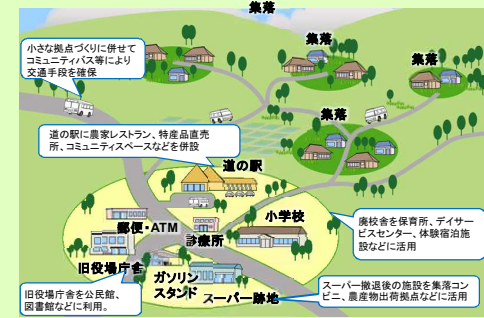 集落
集落
集落
集落
小さな拠点づくりに併せて
コミュニティバス等により
交通手段を確保
道の駅に農家レストラン、特産品直売
所、コミュニティスペースなどを併設
道の駅
郵便・ATM
診療所
小学校
廃校舎を保育所、デイサー
ビスセンター、体験宿泊施
設などに活用
旧役場庁舎
ガソリン
スタンド
スーパー跡地
旧役場庁舎を公民館、
図書館などに利用。
スーパー撤退後の施設を集落コン
ビニ、農産物出荷拠点などに活用